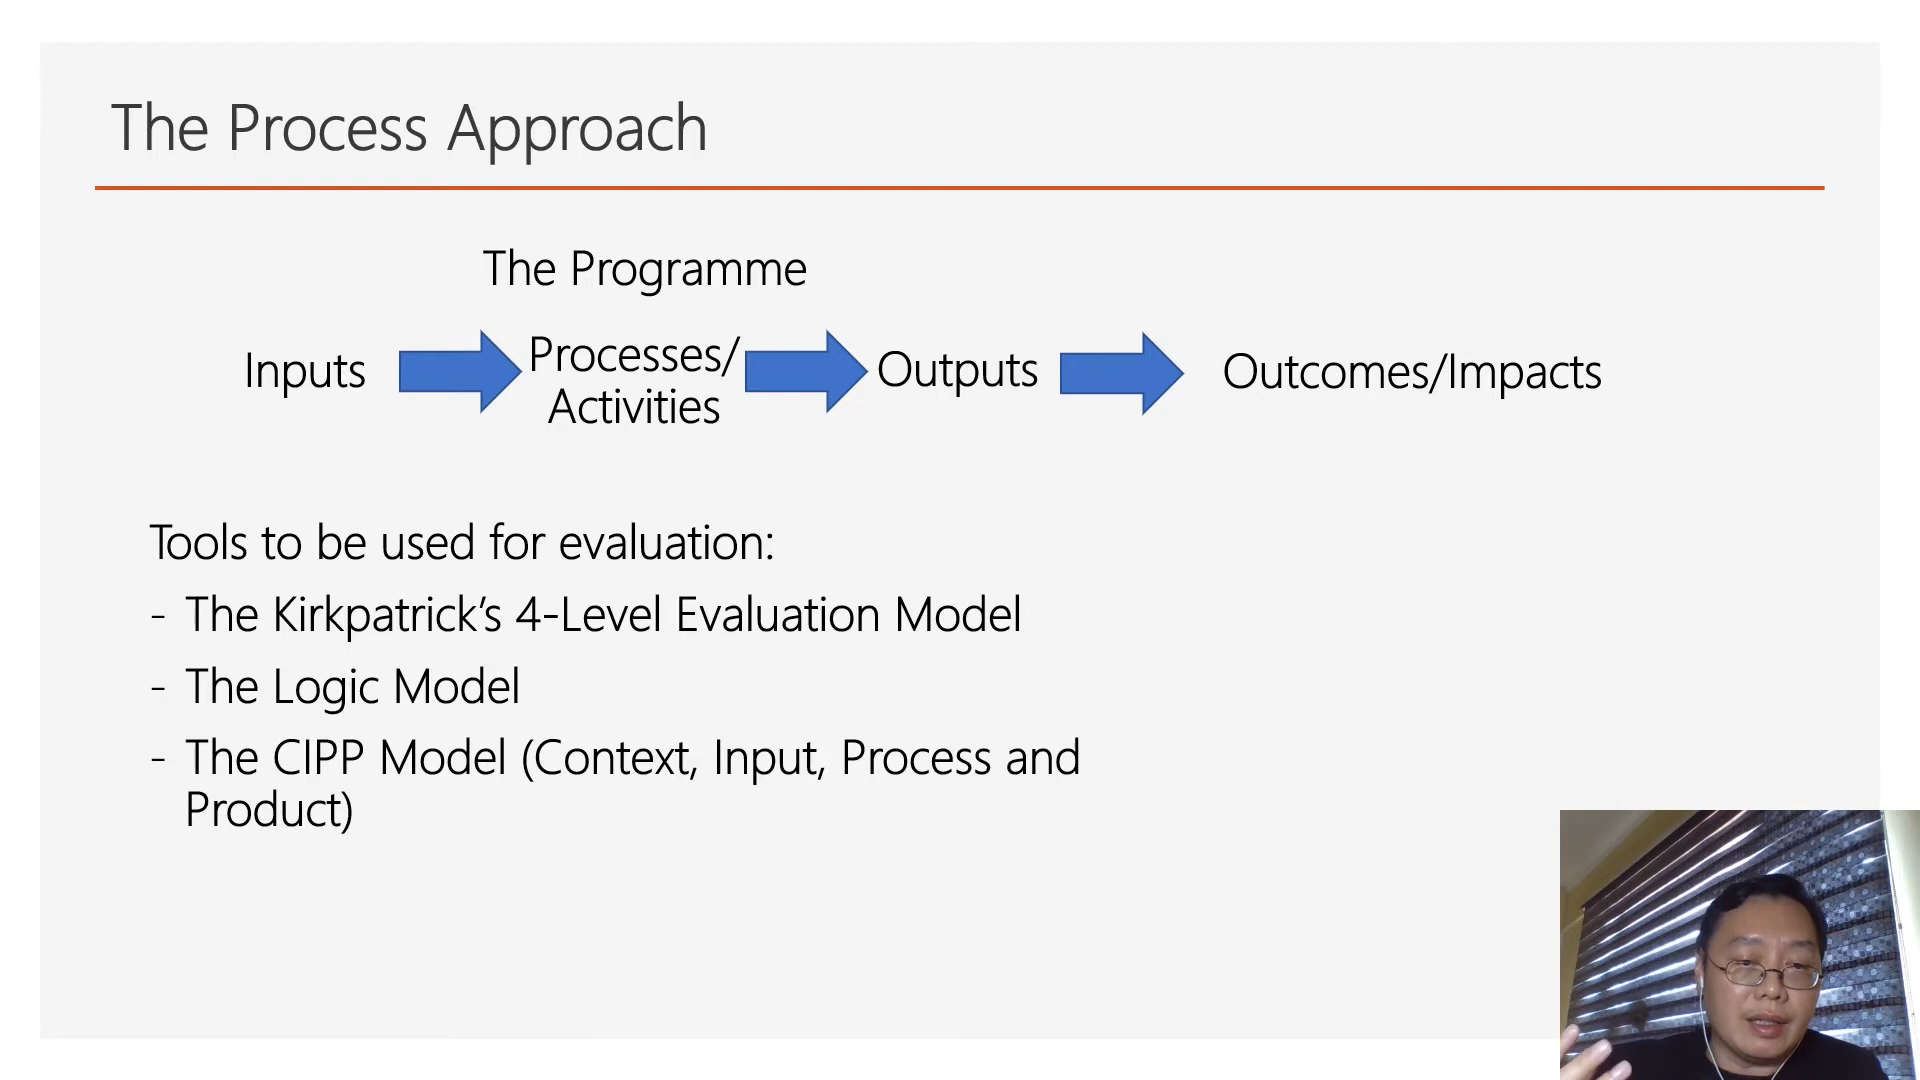 The Process Approach
The Programme
Inputs
Processes/
Activities
Outputs
Outcomes/Impacts
Tools to be used for evaluation:
- The Kirkpatrick’s 4-Level Evaluation Model
- The Logic Model
- The CIPP Model (Context, Input, Process and
Product)